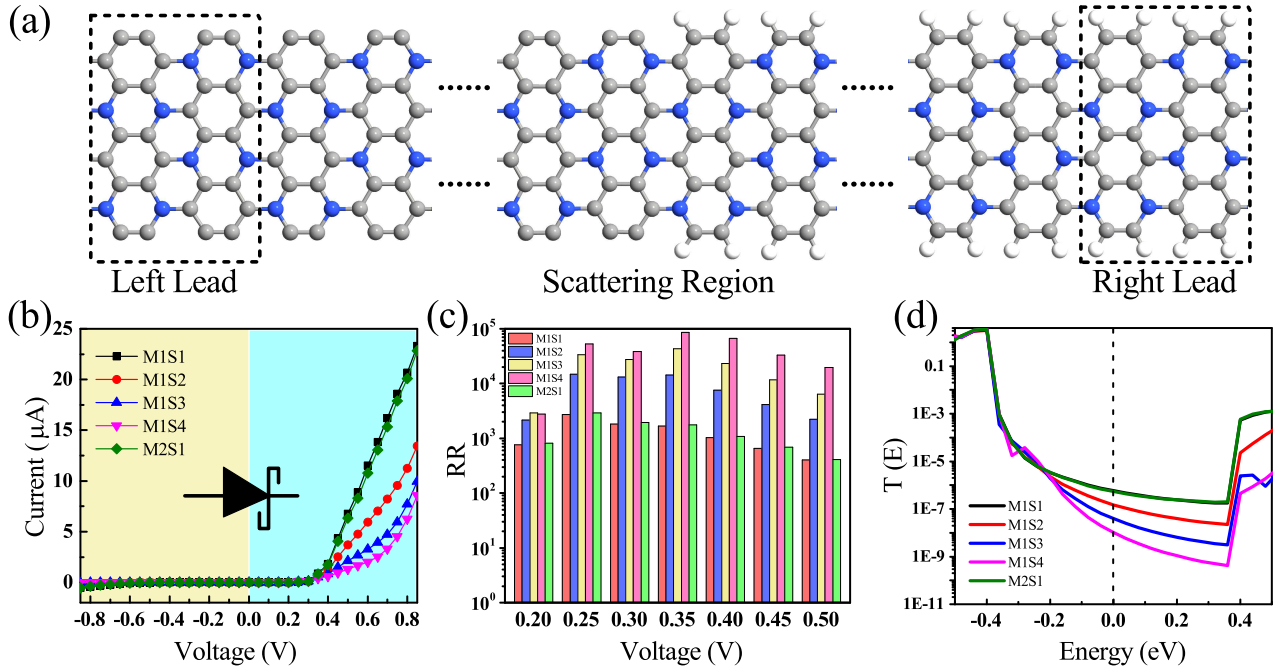 (a)
Left Lead
Scattering Region
Right Lead
(b)
25
20
15
10
5
0
Current (μA)
M1S1
M1S2
M1S3
M1S4
M2S1
-0.8 -0.6 -0.4 -0.2 0.0 0.2 0.4 0.6 0.8
Voltage (V)
(c)
10^5
10^4
10^3
10^2
10^1
10^0
RR
M1S1
M1S2
M1S3
M1S4
M2S1
0.20 0.25 0.30 0.35 0.40 0.45 0.50
Voltage (V)
(d)
0.1
1E-3
1E-5
1E-7
1E-9
1E-11
T (E)
M1S1
M1S2
M1S3
M1S4
M2S1
-0.4 -0.2 0.0 0.2 0.4
Energy (eV)